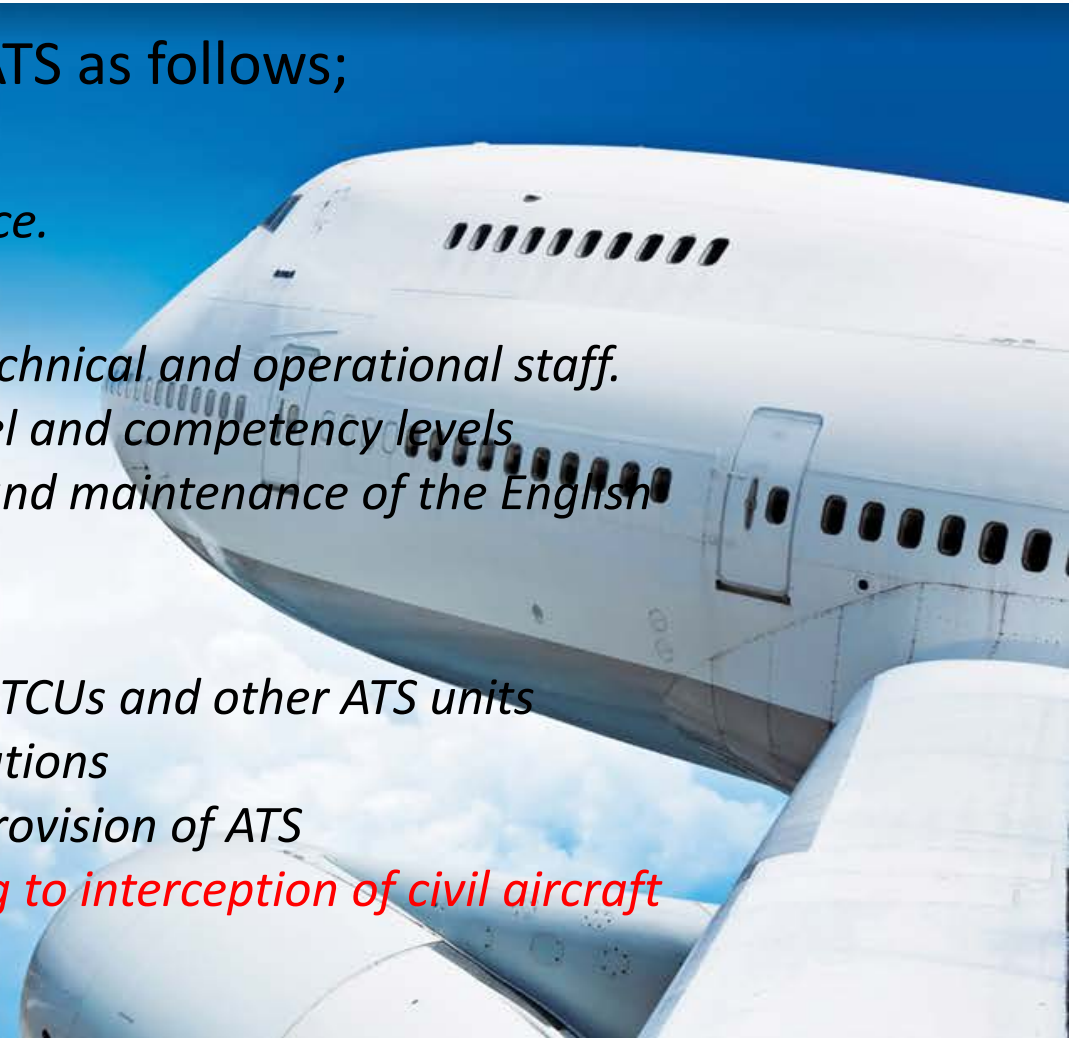 ATS as follows;
ce.
chnical and operational staff.
el and competency levels
nd maintenance of the English
TCUs and other ATS units
tions
rovision of ATS
g to interception of civil aircraft